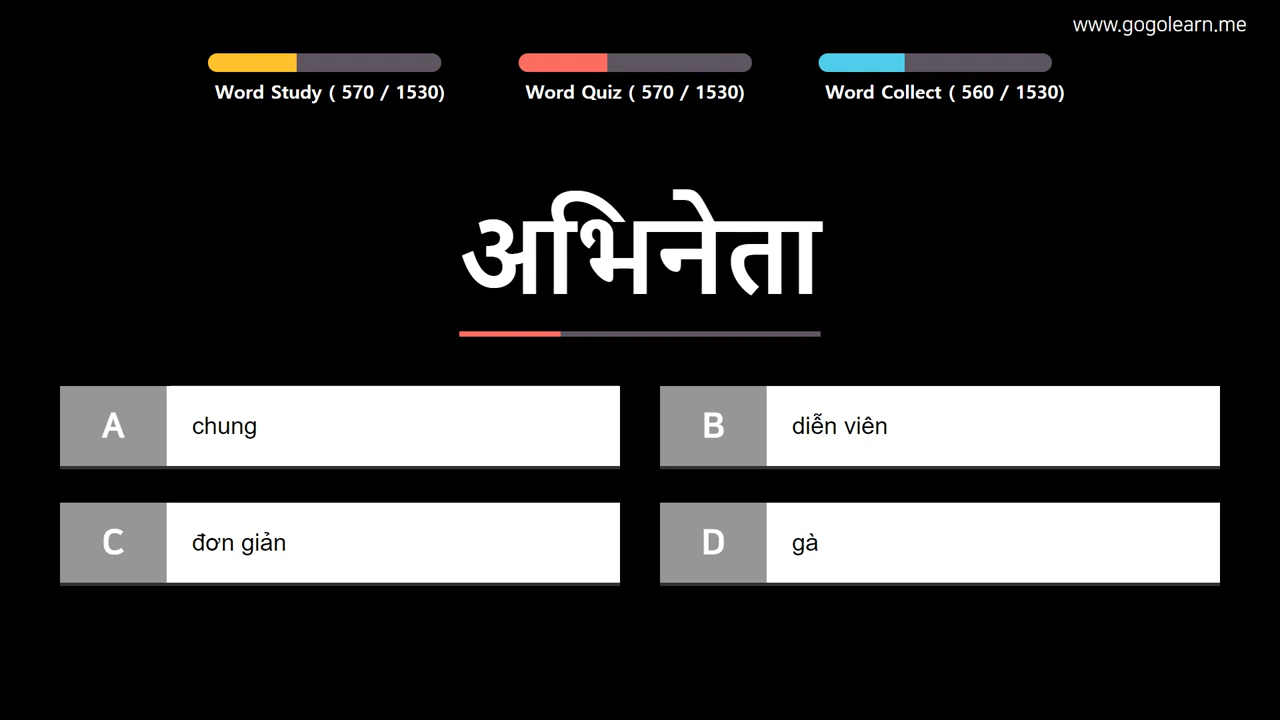 www.gogolearn.me
Word Study ( 570 / 1530)
Word Quiz ( 570 / 1530)
Word Collect ( 560 / 1530)
अभिनेता
A
chung
B
diễn viên
C
đơn giản
D
gà